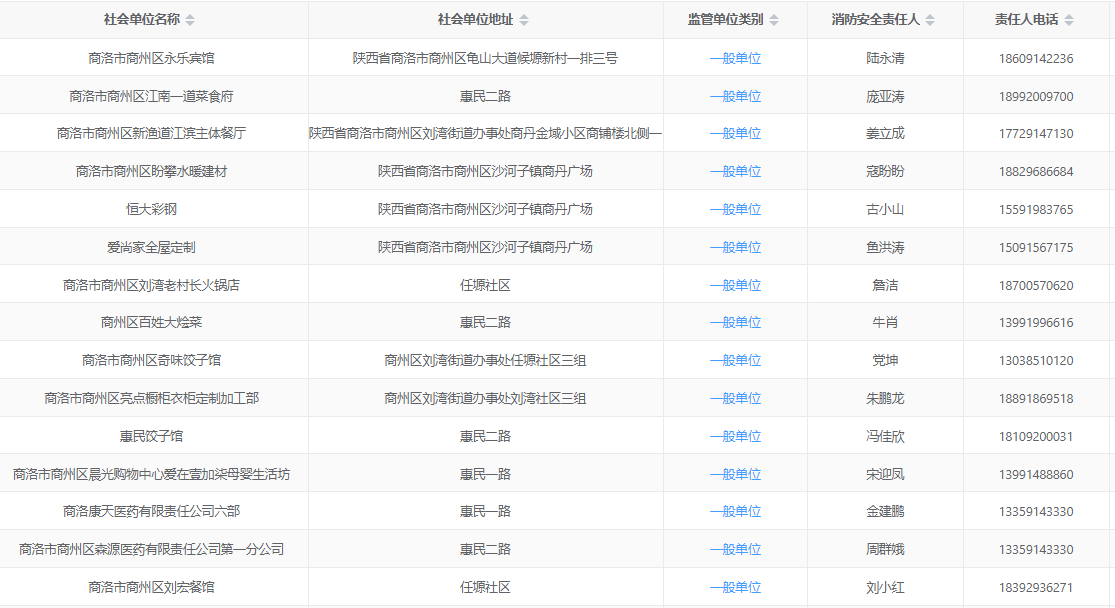 社会单位名称 社会单位地址 监管单位类别 消防安全责任人 责任人电话
商洛市商州区永乐宾馆 陕西省商洛市商州区龟山大道候塬新村一排三号 一般单位 陆永清 18609142236
商洛市商州区江南一道菜食府 惠民二路 一般单位 庞亚涛 18992009700
商洛市商州区新渔道江滨主体餐厅 陕西省商洛市商州区刘湾街道办事处商丹金域小区商铺楼北侧一 一般单位 姜立成 17729147130
商洛市商州区盼攀水暖建材 陕西省商洛市商州区沙河子镇商丹广场 一般单位 寇盼盼 18829686684
恒大彩钢 陕西省商洛市商州区沙河子镇商丹广场 一般单位 古小山 15591983765
爱尚家全屋定制 陕西省商洛市商州区沙河子镇商丹广场 一般单位 鱼洪涛 15091567175
商洛市商州区刘湾老村长火锅店 任塬社区 一般单位 詹洁 18700570620
商州区百姓大烩菜 惠民二路 一般单位 牛肖 13991996616
商洛市商州区奇味饺子馆 商州区刘湾街道办事处任塬社区三组 一般单位 党坤 13038510120
商洛市商州区亮点橱柜衣柜定制加工部 商州区刘湾街道办事处刘湾社区三组 一般单位 朱鹏龙 18891869518
惠民饺子馆 惠民二路 一般单位 冯佳欣 18109200031
商洛市商州区晨光购物中心爱在壹加柒母婴生活坊 惠民一路 一般单位 宋迎凤 13991488860
商洛康天医药有限责任公司六部 惠民一路 一般单位 金建鹏 13359143330
商洛市商州区森源医药有限责任公司第一分公司 惠民二路 一般单位 周群娥 13359143330
商洛市商州区刘宏餐馆 任塬社区 一般单位 刘小红 18392936271